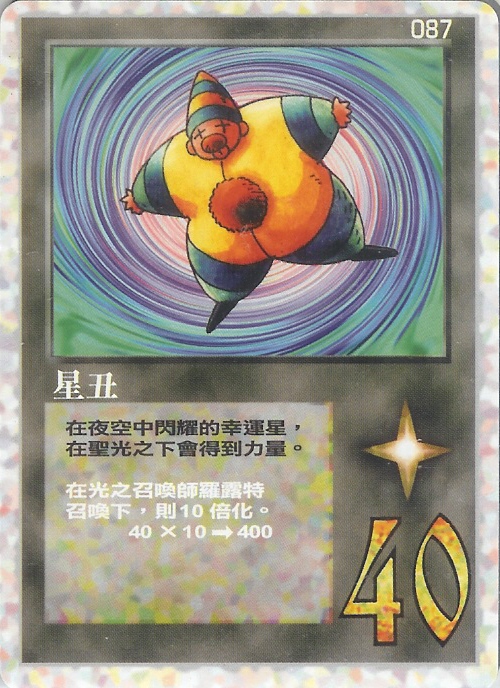 087
星丑
在夜空中閃耀的幸運星，
在聖光之下會得到力量。
在光之召喚師羅露特
召喚下，則10倍化。
40 × 10 ➡ 400
40